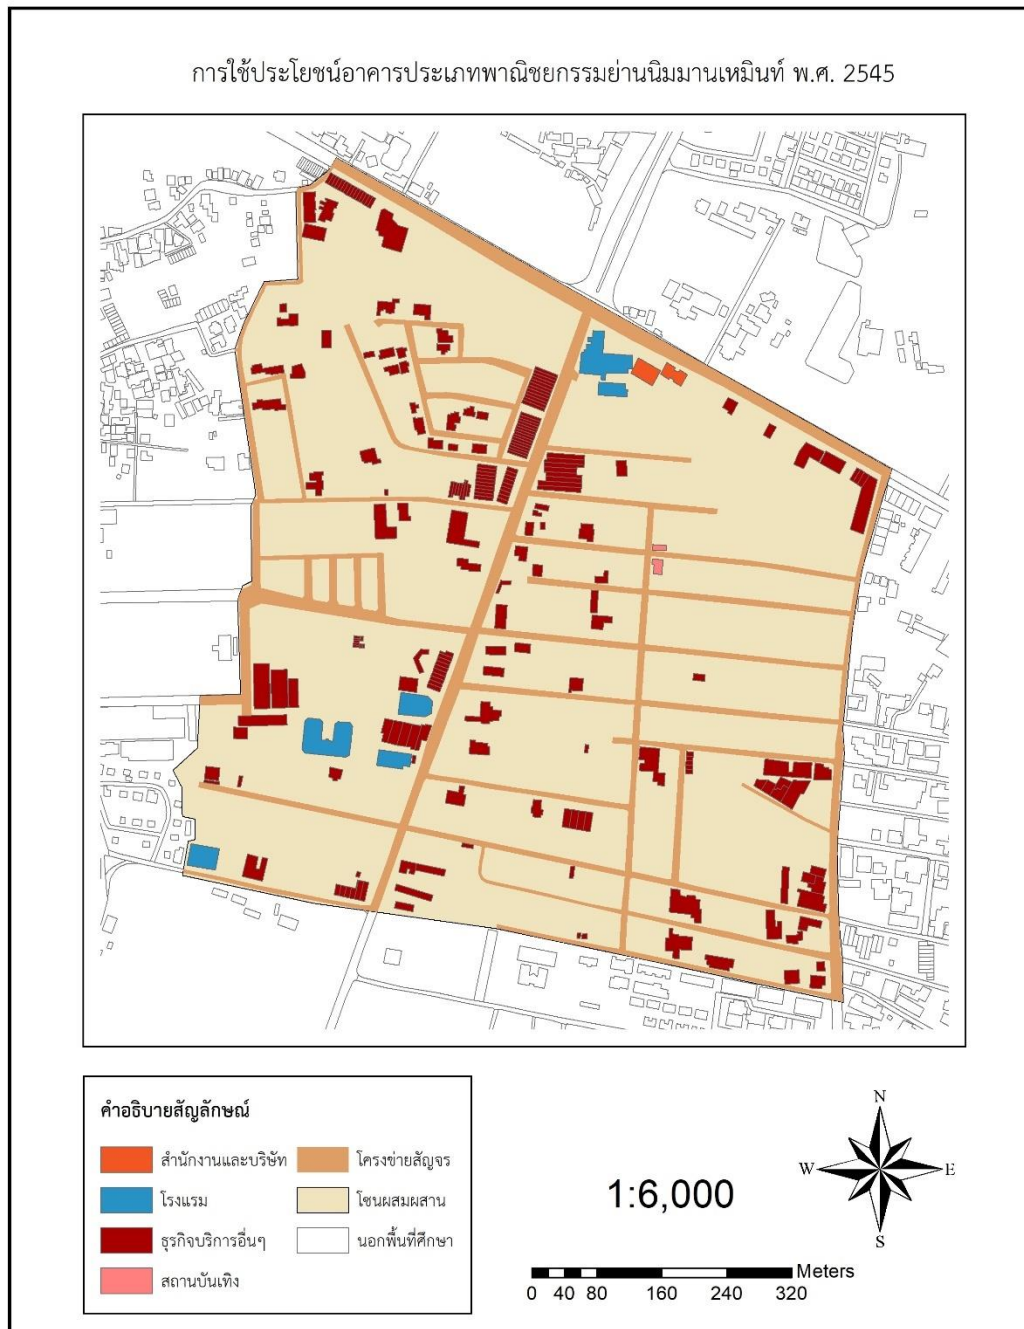 การใช้ประโยชน์อาคารประเภทพาณิชยกรรมย่านนิมมานเหมินท์ พ.ศ. 2545
คำอธิบายสัญลักษณ์
สำนักงานและบริษัท
โครงข่ายสัญจร
โรงแรม
โซนผสมผสาน
ธุรกิจบริการอื่นๆ
นอกพื้นที่ศึกษา
สถานบันเทิง
1:6,000
N
W
E
S
Meters
0 40 80 160 240 320